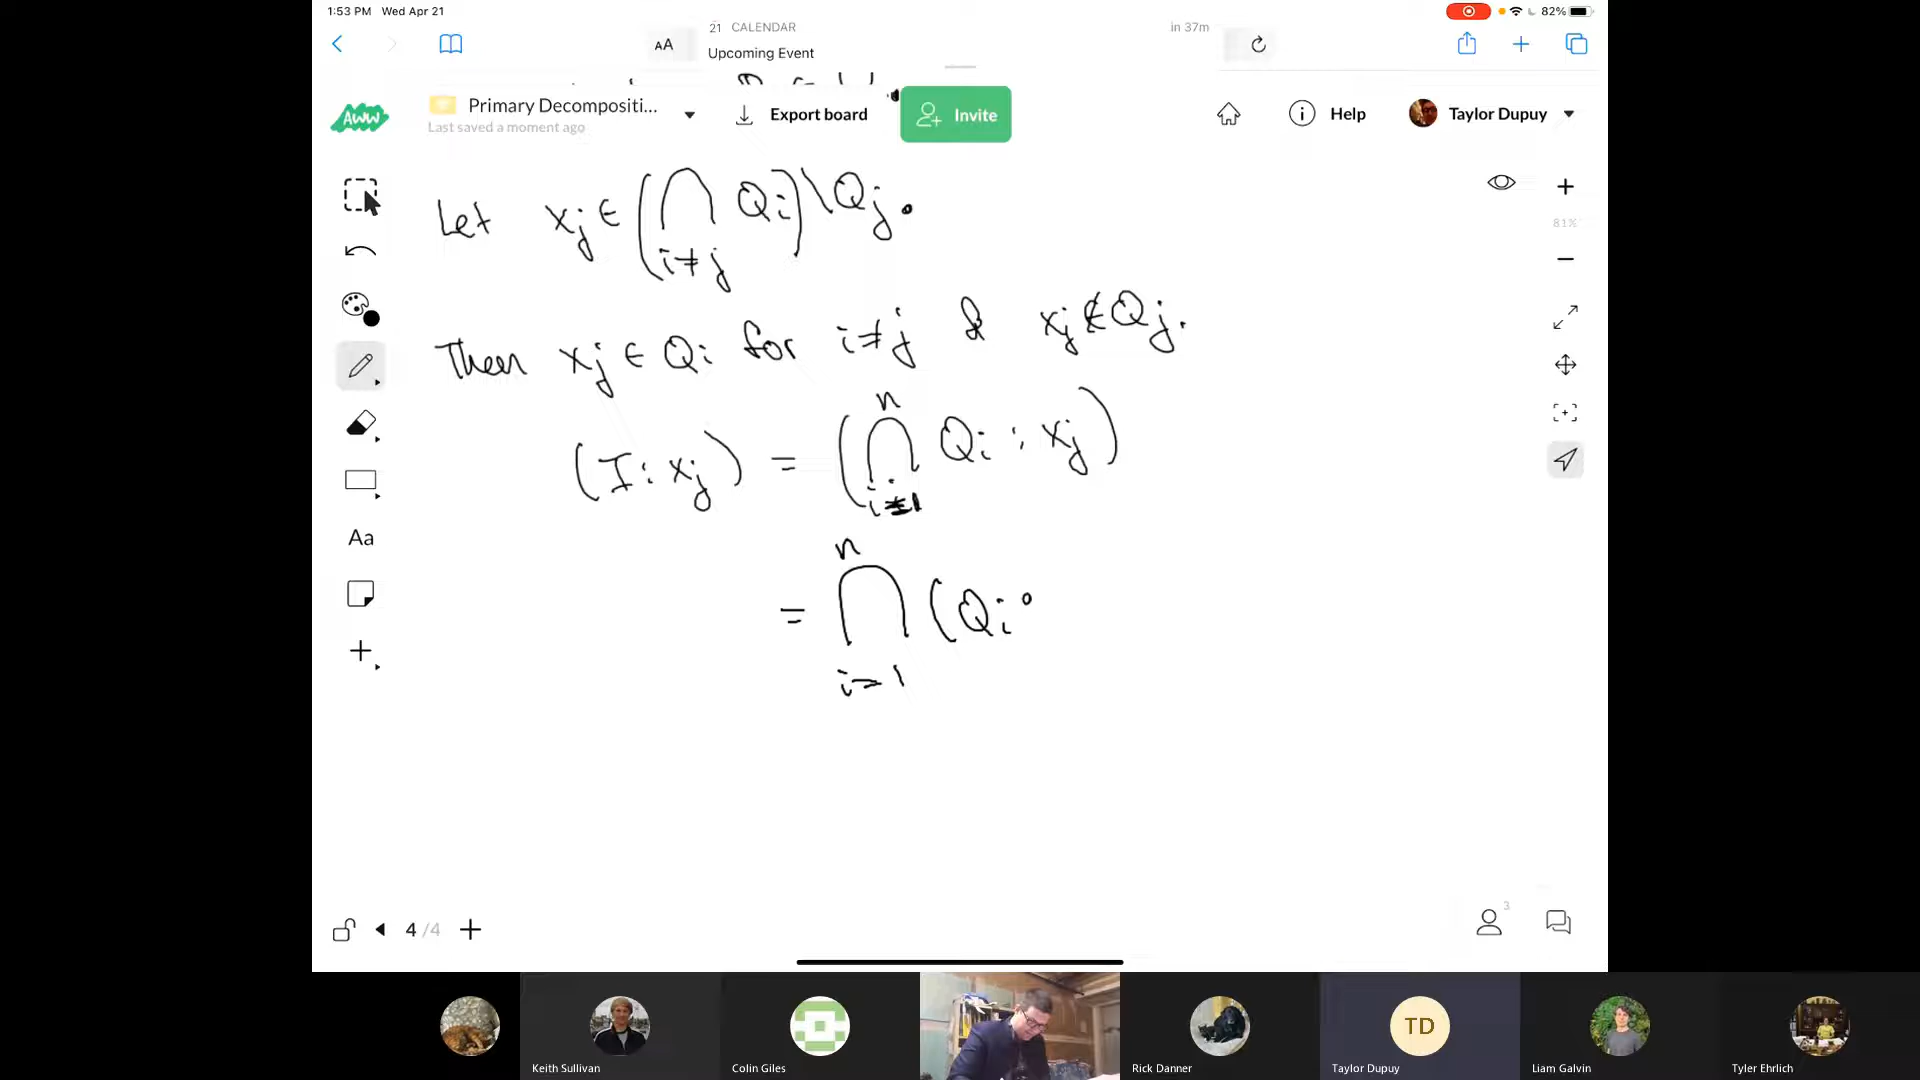 1:53 PM Wed Apr 21
82%
21 CALENDAR
in 37m
AA
Upcoming Event
AWW
Primary Decompositi...
Last saved a moment ago
Export board
Invite
Help
Taylor Dupuy
Let xj ∈ (⋂ i≠j Qi) \ Qj.
81%
Then xj ∈ Qi for i≠j & xj ∉ Qj.
(I : xj) = (⋂ i=1 n Qi : xj)
Aa
= ⋂ i=1 n (Qi :
4 /4
3
TD
Keith Sullivan
Colin Giles
Rick Danner
Taylor Dupuy
Liam Galvin
Tyler Ehrlich